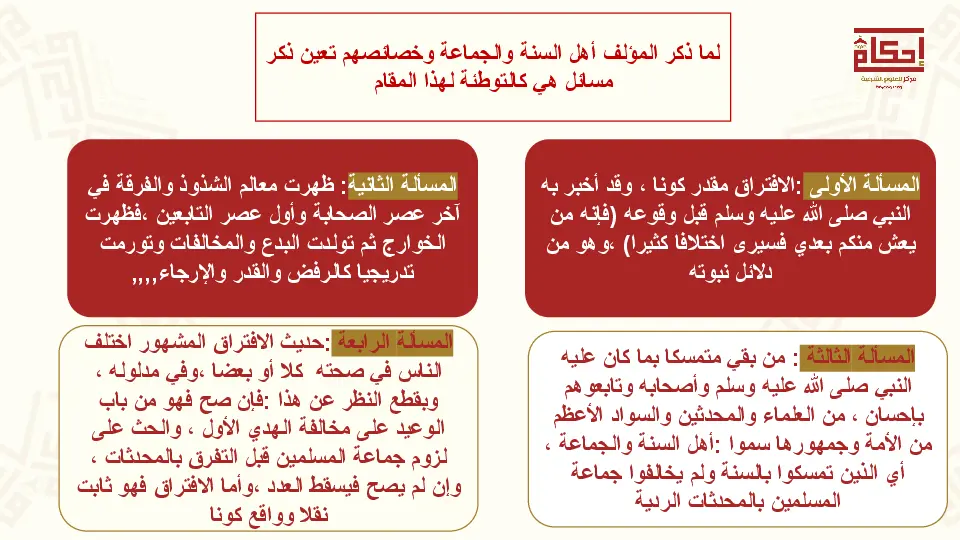 لما ذكر المؤلف أهل السنة والجماعة وخصائصهم تعين ذكر
مسائل هي كالتوطئة لهذا المقام
إحكام
مركز للعلوم الشرعية
المسألة الأولى :الافتراق مقدر كونا ، وقد أخبر به
النبي صلى الله عليه وسلم قبل وقوعه (فإنه من
يعش منكم بعدي فسيرى اختلافا كثيرا) ،وهو من
دلائل نبوته
المسألة الثانية: ظهرت معالم الشذوذ والفرقة في
آخر عصر الصحابة وأول عصر التابعين ،فظهرت
الخوارج ثم تولدت البدع والمخالفات وتورمت
تدريجيا كالرفض والقدر والإرجاء,,,,
المسألة الثالثة : من بقي متمسكا بما كان عليه
النبي صلى الله عليه وسلم وأصحابه وتابعوهم
بإحسان ، من العلماء والمحدثين والسواد الأعظم
من الأمة وجمهورها سموا :أهل السنة والجماعة ،
أي الذين تمسكوا بالسنة ولم يخالفوا جماعة
المسلمين بالمحدثات الردية
المسألة الرابعة :حديث الافتراق المشهور اختلف
الناس في صحته كلا أو بعضا ،وفي مدلوله ،
وبقطع النظر عن هذا :فإن صح فهو من باب
الوعيد على مخالفة الهدي الأول ، والحث على
لزوم جماعة المسلمين قبل التفرق بالمحدثات ،
وإن لم يصح فيسقط العدد ،وأما الافتراق فهو ثابت
نقلا وواقع كونا